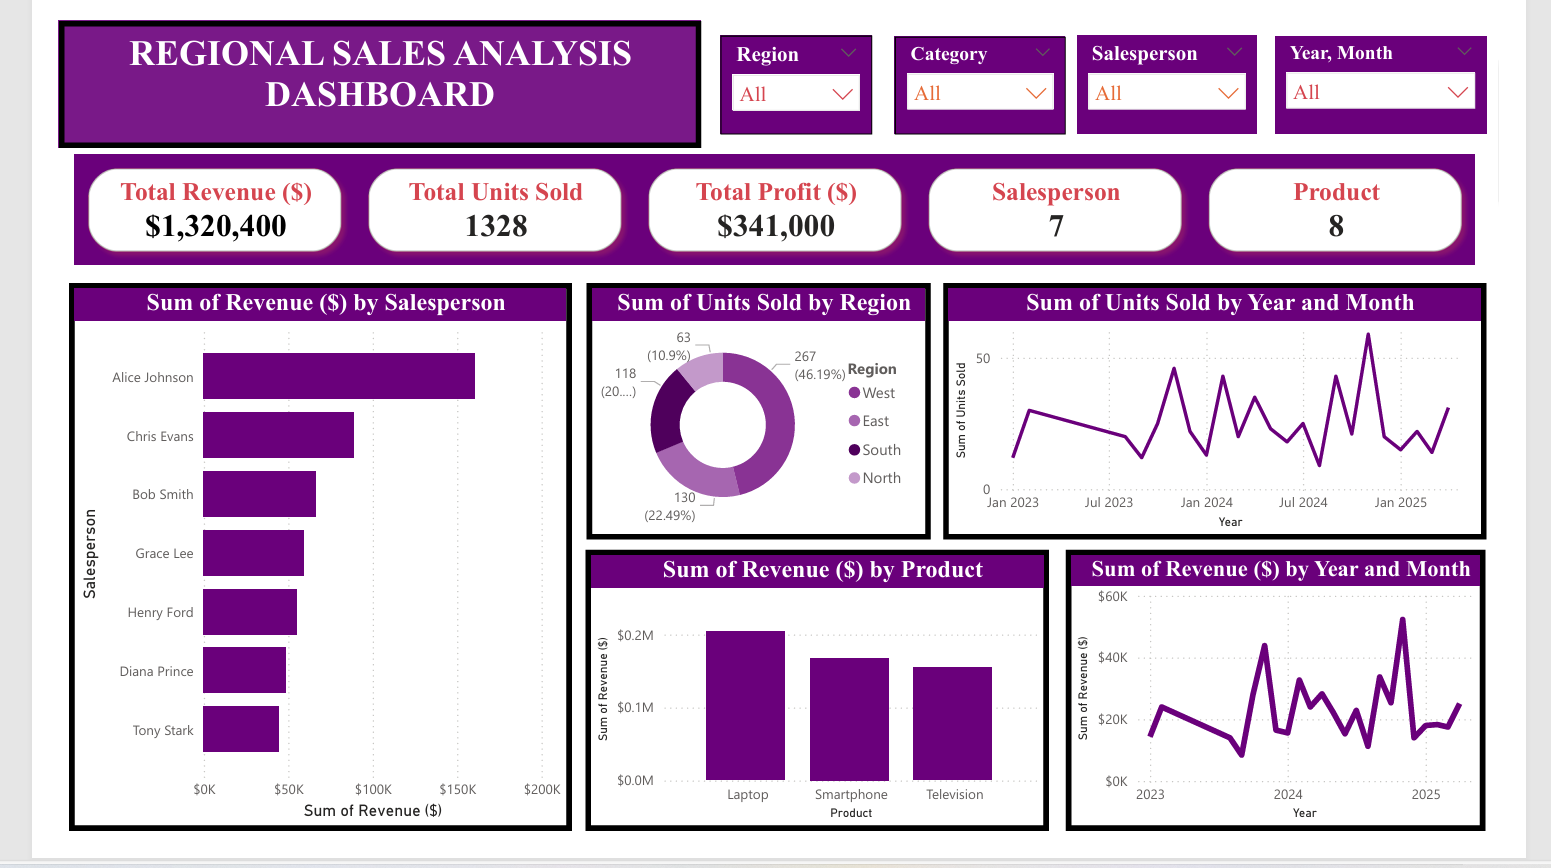 REGIONAL SALES ANALYSIS
DASHBOARD
Region
All
Category
All
Salesperson
All
Year, Month
All
Total Revenue ($)
$1,320,400
Total Units Sold
1328
Total Profit ($)
$341,000
Salesperson
7
Product
8
Sum of Revenue ($) by Salesperson
Salesperson
Alice Johnson
Chris Evans
Bob Smith
Grace Lee
Henry Ford
Diana Prince
Tony Stark
$0K $50K $100K $150K $200K
Sum of Revenue ($)
Sum of Units Sold by Region
63
(10.9%)
118
(20....)
267
(46.19%)
130
(22.49%)
Region
West
East
South
North
Sum of Units Sold by Year and Month
Sum of Units Sold
50
0
Jan 2023 Jul 2023 Jan 2024 Jul 2024 Jan 2025
Year
Sum of Revenue ($) by Product
Sum of Revenue ($)
$0.2M
$0.1M
$0.0M
Laptop Smartphone Television
Product
Sum of Revenue ($) by Year and Month
Sum of Revenue ($)
$60K
$40K
$20K
$0K
2023 2024 2025
Year